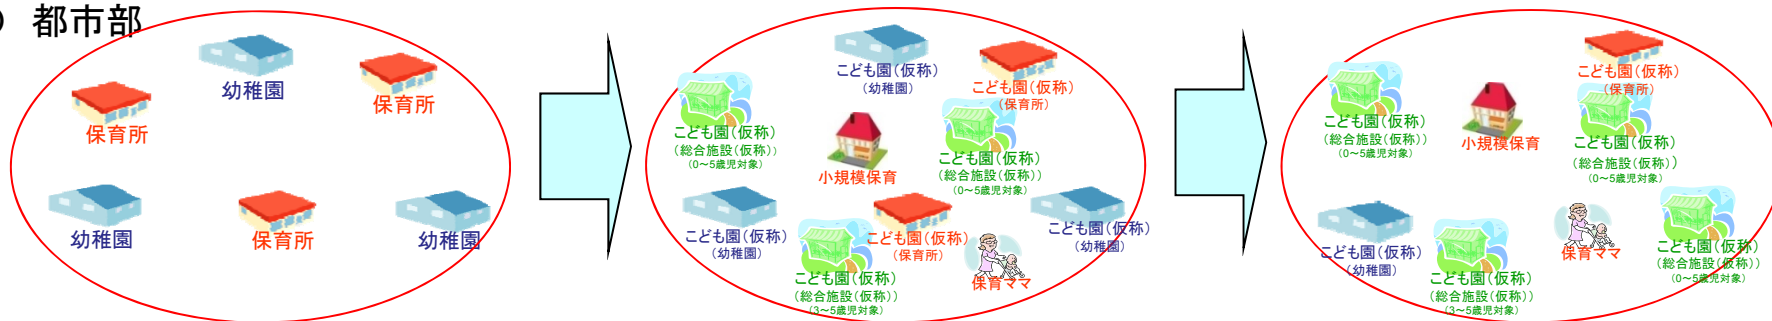 都市部
幼稚園
保育所
保育所
幼稚園
保育所
幼稚園
こども園(仮称)
(幼稚園)
こども園(仮称)
(保育所)
こども園(仮称)
(総合施設(仮称))
(0~5歳児対象)
小規模保育
こども園(仮称)
(総合施設(仮称))
(0~5歳児対象)
こども園(仮称)
(幼稚園)
こども園(仮称)
(総合施設(仮称))
(3~5歳児対象)
こども園(仮称)
(保育所)
保育ママ
こども園(仮称)
(幼稚園)
こども園(仮称)
(保育所)
こども園(仮称)
(総合施設(仮称))
(0~5歳児対象)
小規模保育
こども園(仮称)
(総合施設(仮称))
(0~5歳児対象)
こども園(仮称)
(幼稚園)
こども園(仮称)
(総合施設(仮称))
(3~5歳児対象)
保育ママ
こども園(仮称)
(総合施設(仮称))
(0~5歳児対象)